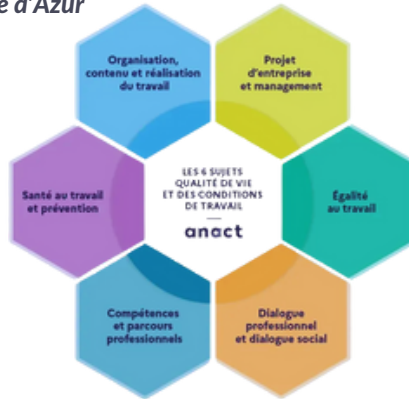 e d'Azur
Organisation,
contenu et réalisation
du travail
Projet
d'entreprise
et management
Santé au travail
et prévention
LES 6 SUJETS
QUALITÉ DE VIE
ET DES CONDITIONS
DE TRAVAIL
anact
Égalité
au travail
Compétences
et parcours
professionnels
Dialogue
professionnel
et dialogue social